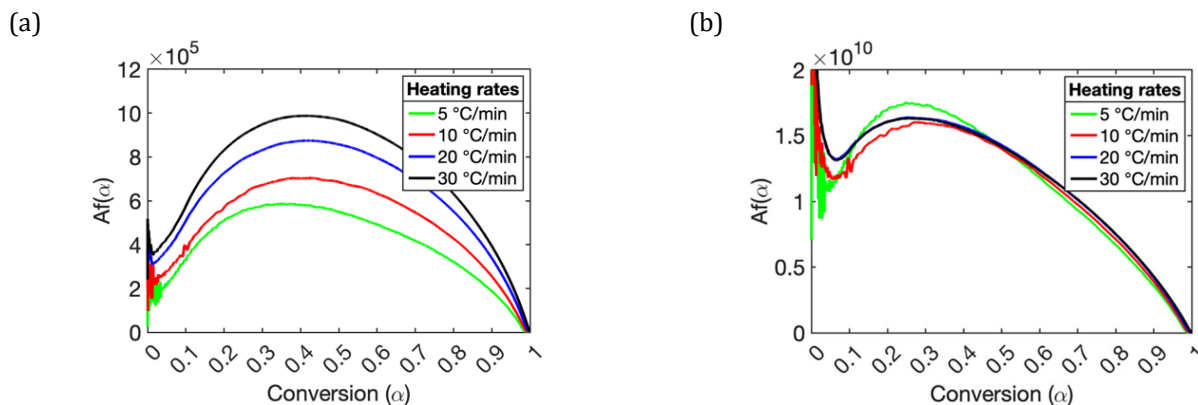 (a)
×10⁵
12
10
8
6
4
2
0
Af(α)
0 0.1 0.2 0.3 0.4 0.5 0.6 0.7 0.8 0.9 1
Conversion (α)
Heating rates
5 °C/min
10 °C/min
20 °C/min
30 °C/min
(b)
×10¹⁰
2
1.5
1.0
0.5
0
Af(α)
0 0.1 0.2 0.3 0.4 0.5 0.6 0.7 0.8 0.9 1
Conversion (α)
Heating rates
5 °C/min
10 °C/min
20 °C/min
30 °C/min